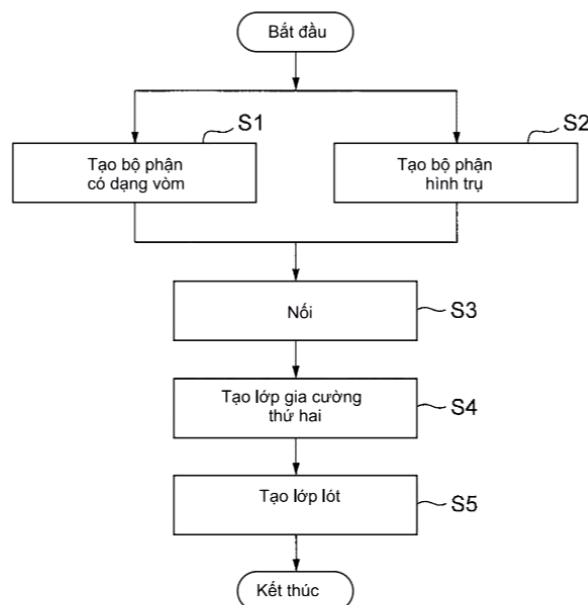 Bắt đầu
S1
S2
Tạo bộ phận
có dạng vòm
Tạo bộ phận
hình trụ
Nối
S3
Tạo lớp gia cường
thứ hai
S4
Tạo lớp lót
S5
Kết thúc